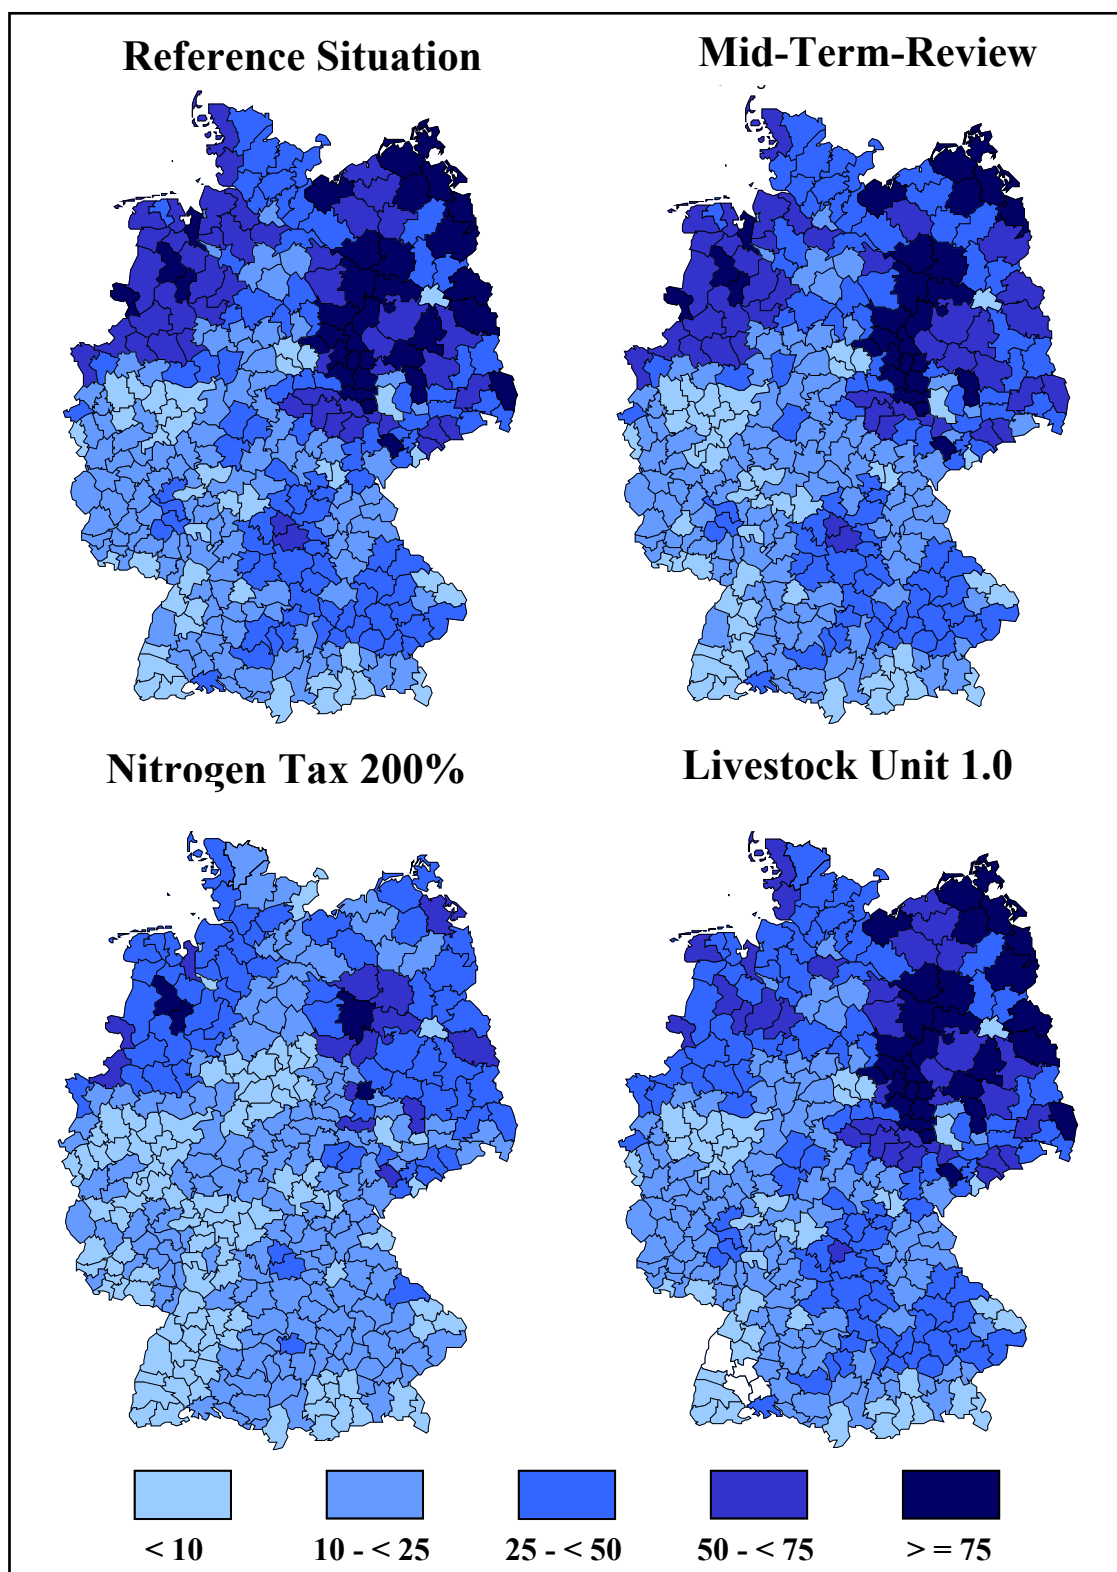 Reference Situation
Mid-Term-Review
Nitrogen Tax 200%
Livestock Unit 1.0
< 10
10 - < 25
25 - < 50
50 - < 75
> = 75